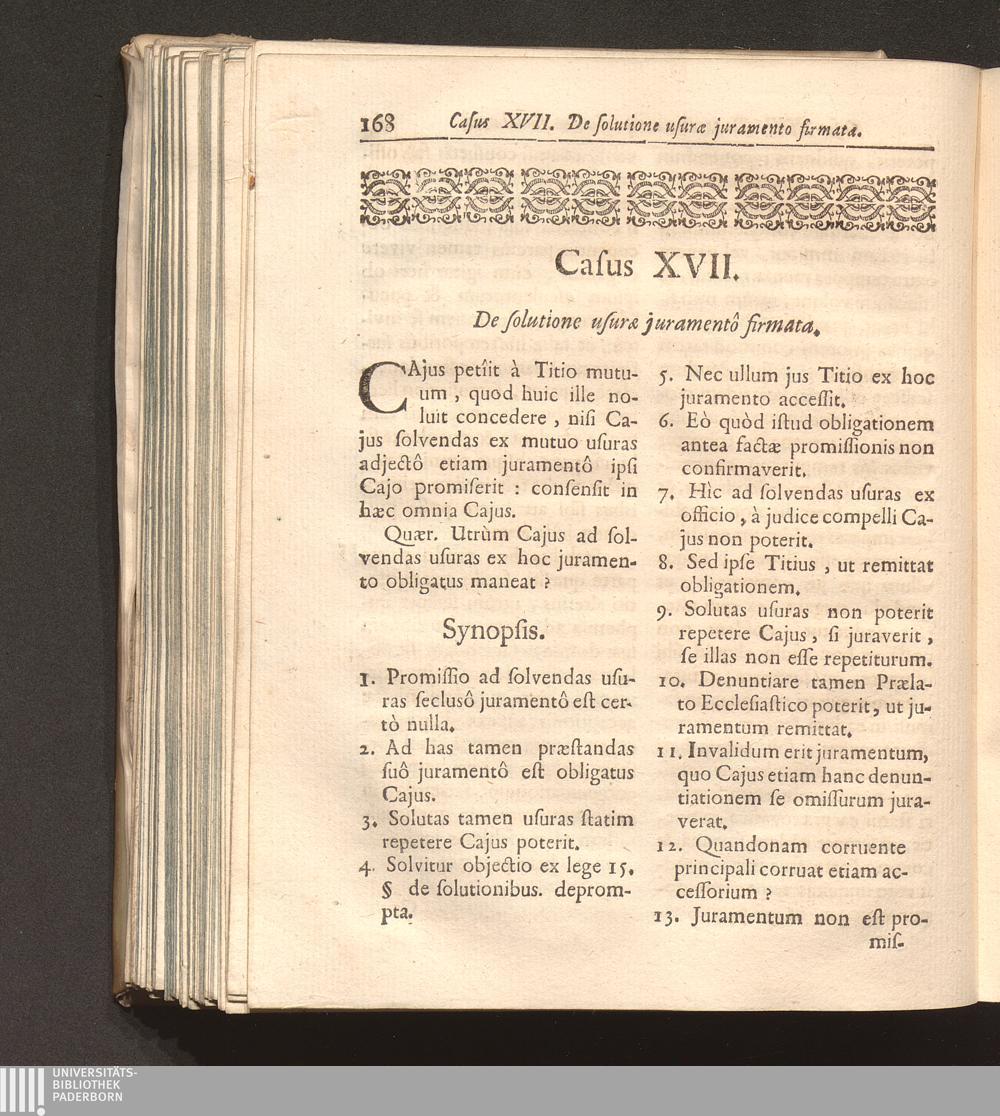 168 Caſus XVII. De ſolutione uſuræ juramento firmata.
Caſus XVII.
De ſolutione uſuræ juramentô firmata.
CAjus petîit à Titio mutu-
um , quod huic ille no-
luit concedere , niſi Ca-
jus ſolvendas ex mutuo uſuras
adjectô etiam juramentô ipſi
Cajo promiſerit : conſenſit in
hæc omnia Cajus.
Quær. Utrùm Cajus ad ſol-
vendas uſuras ex hoc juramen-
to obligatus maneat ?
Synopſis.
1. Promiſſio ad ſolvendas uſu-
ras ſecluſô juramentô eſt cer-
tò nulla.
2. Ad has tamen præſtandas
ſuô juramentô eſt obligatus
Cajus.
3. Solutas tamen uſuras ſtatim
repetere Cajus poterit.
4. Solvitur objectio ex lege 15.
§ de ſolutionibus. deprom-
pta.
5. Nec ullum jus Titio ex hoc
juramento acceſſit.
6. Eò quòd iſtud obligationem
antea factæ promiſſionis non
confirmaverit.
7. Hìc ad ſolvendas uſuras ex
officio , à judice compelli Ca-
jus non poterit.
8. Sed ipſe Titius , ut remittat
obligationem.
9. Solutas uſuras non poterit
repetere Cajus , ſi juraverit ,
ſe illas non eſſe repetiturum.
10. Denuntiare tamen Præla-
to Eccleſiaſtico poterit, ut ju-
ramentum remittat.
11. Invalidum erit juramentum,
quo Cajus etiam hanc denun-
tiationem ſe omiſſurum jura-
verat.
12. Quandonam corruente
principali corruat etiam ac-
ceſſorium ?
13. Juramentum non eſt pro-
miſ-
UNIVERSITÄTS-
BIBLIOTHEK
PADERBORN